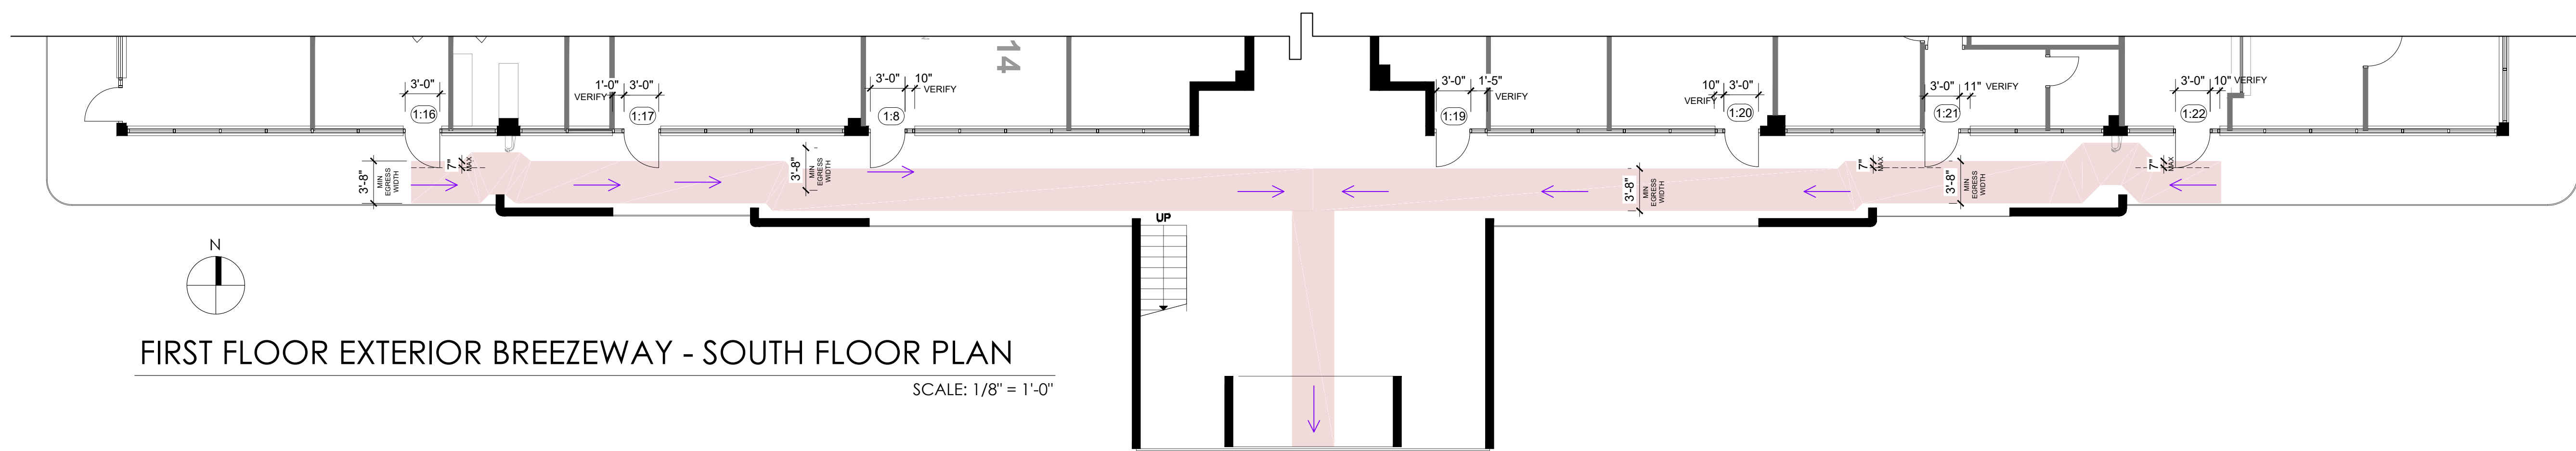 14
3'-0"
1:16
1'-0"
3'-0"
VERIFY
1:17
3'-0"
10"
VERIFY
1:8
3'-0"
1'-5"
VERIFY
1:19
10"
3'-0"
VERIFY
1:20
3'-0"
11"
VERIFY
1:21
3'-0"
10"
VERIFY
1:22
3'-8"
MIN
EGRESS
WIDTH
7"
MAX
3'-8"
MIN
EGRESS
WIDTH
3'-8"
MIN
EGRESS
WIDTH
7"
MAX
3'-8"
MIN
EGRESS
WIDTH
7"
MAX
UP
N
FIRST FLOOR EXTERIOR BREEZEWAY - SOUTH FLOOR PLAN
SCALE: 1/8" = 1'-0"